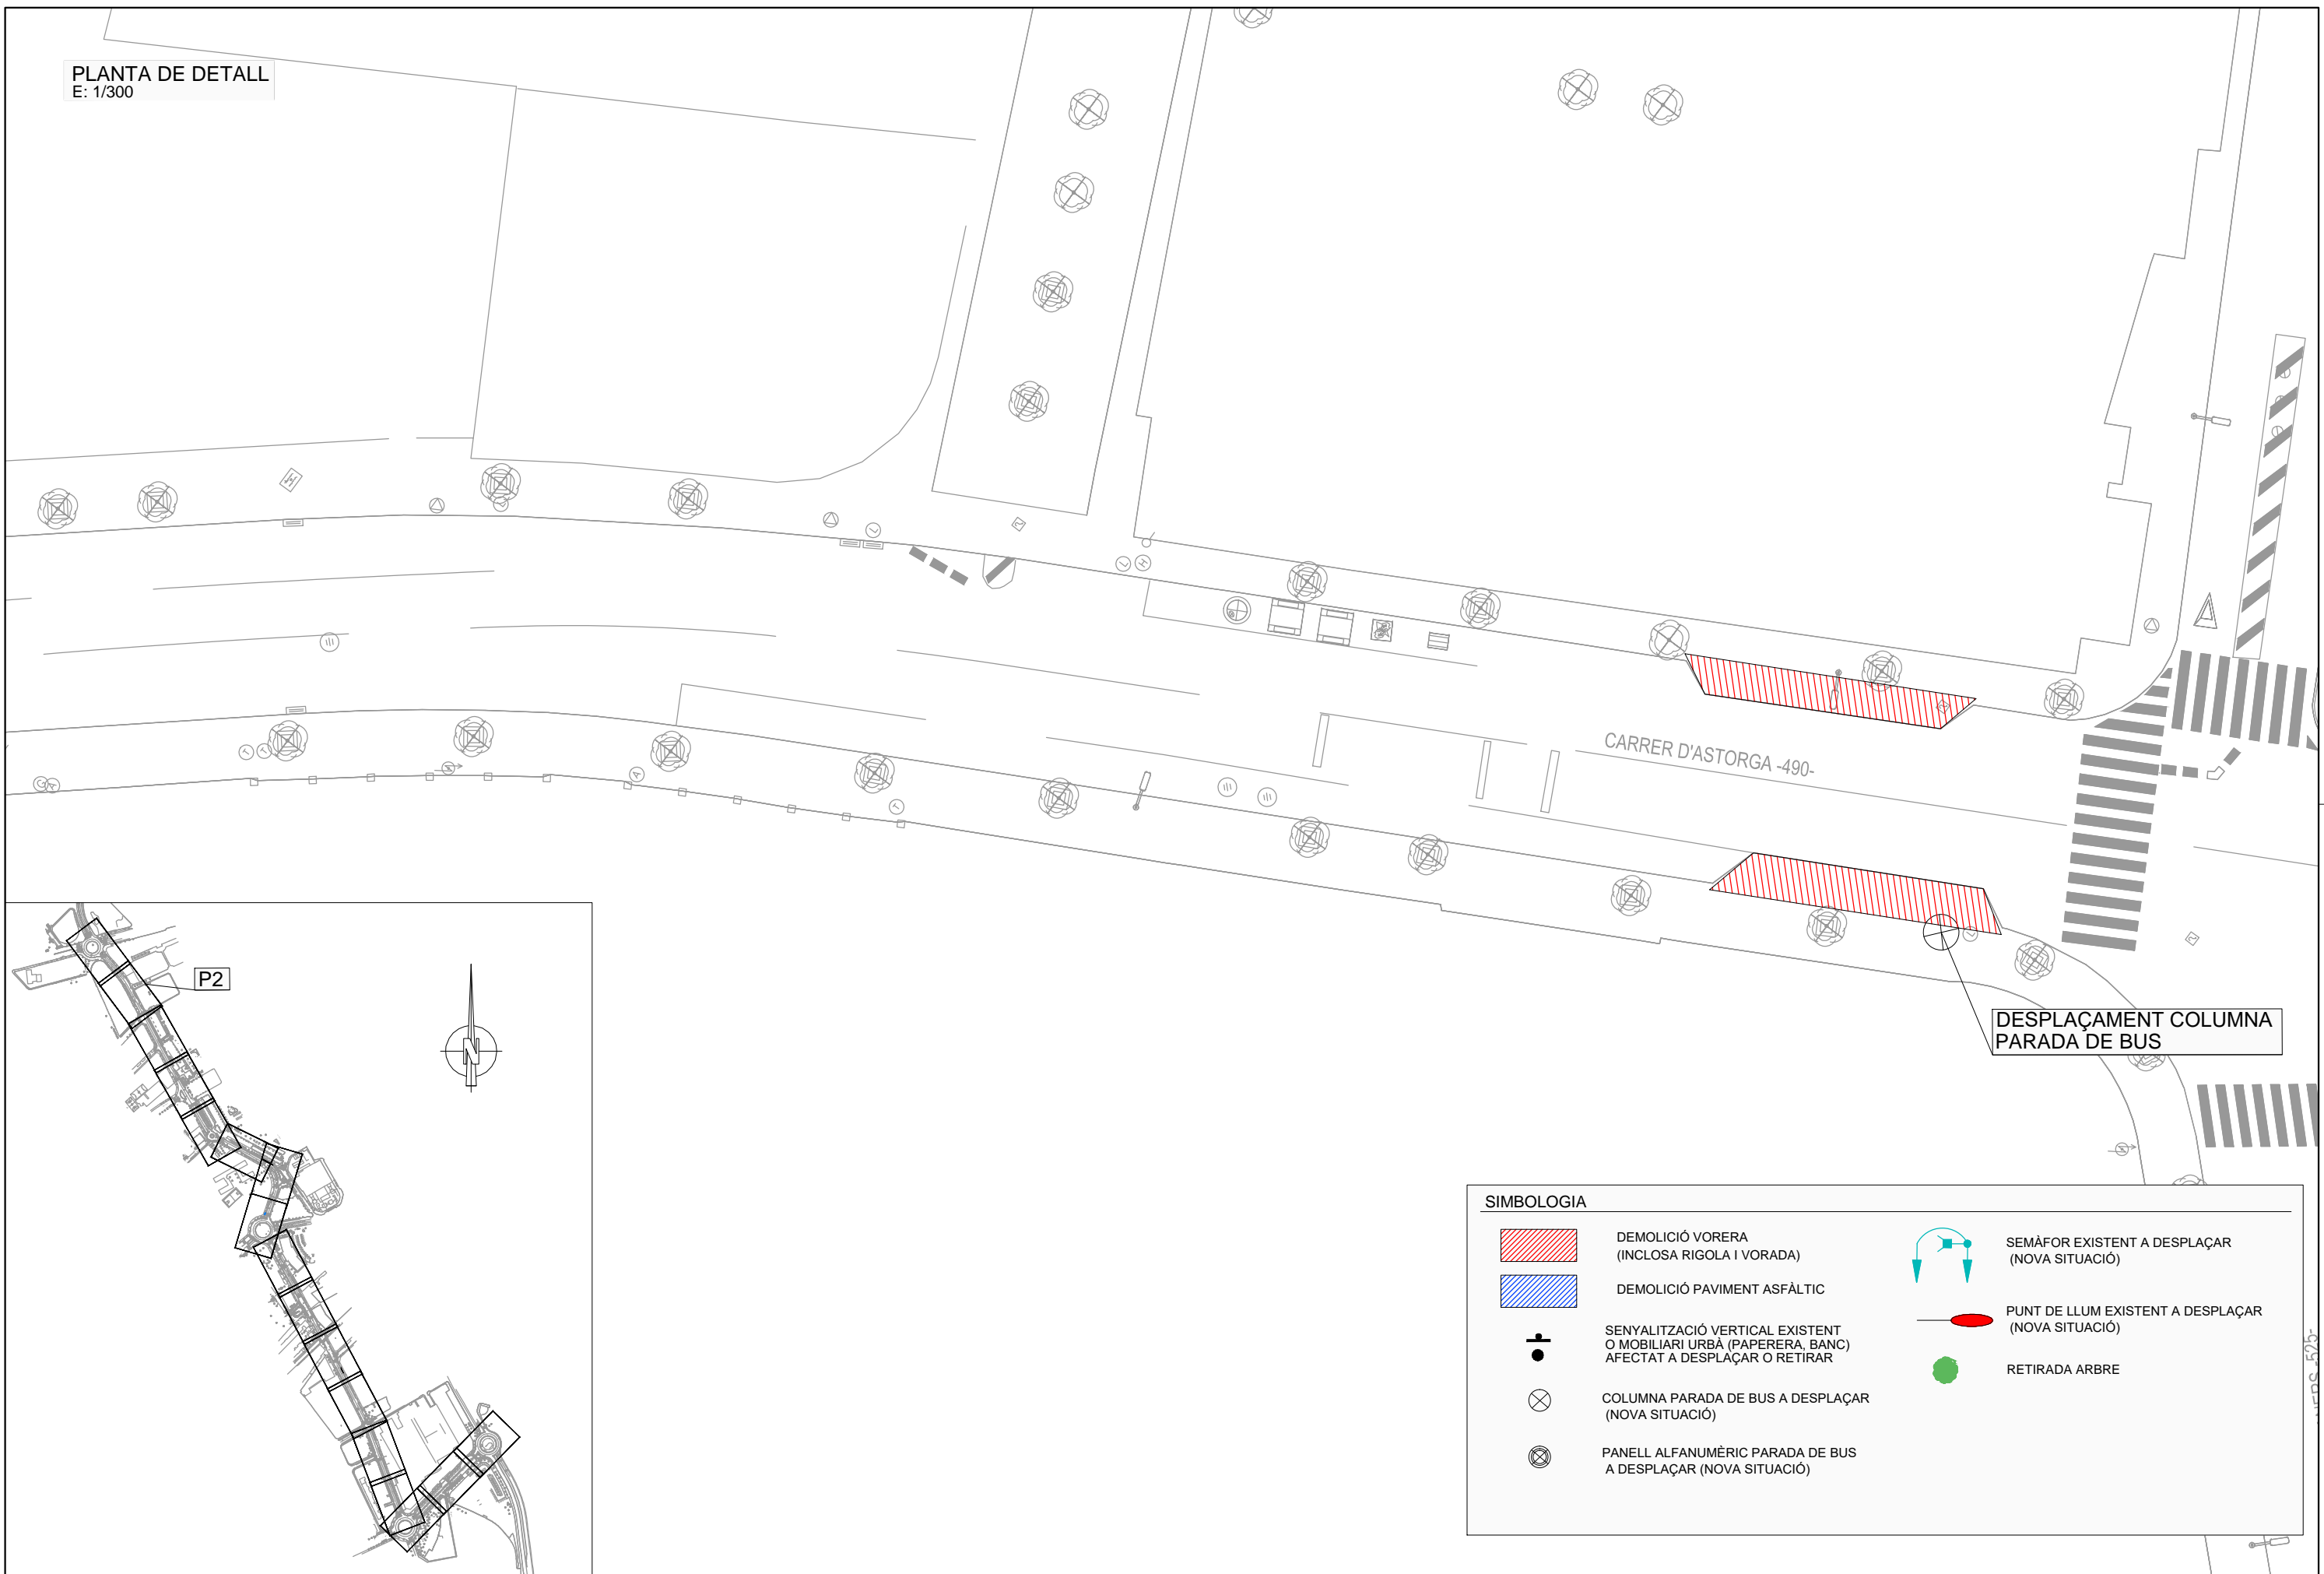 PLANTA DE DETALL
E: 1/300
CARRER D'ASTORGA -490-
P2
N
DESPLAÇAMENT COLUMNA
PARADA DE BUS
SIMBOLOGIA
DEMOLICIÓ VORERA
(INCLOSA RIGOLA I VORADA)
DEMOLICIÓ PAVIMENT ASFÀLTIC
SENYALITZACIÓ VERTICAL EXISTENT
O MOBILIARI URBÀ (PAPERERA, BANC)
AFECTAT A DESPLAÇAR O RETIRAR
COLUMNA PARADA DE BUS A DESPLAÇAR
(NOVA SITUACIÓ)
PANELL ALFANUMÈRIC PARADA DE BUS
A DESPLAÇAR (NOVA SITUACIÓ)
SEMÀFOR EXISTENT A DESPLAÇAR
(NOVA SITUACIÓ)
PUNT DE LLUM EXISTENT A DESPLAÇAR
(NOVA SITUACIÓ)
RETIRADA ARBRE
-525-